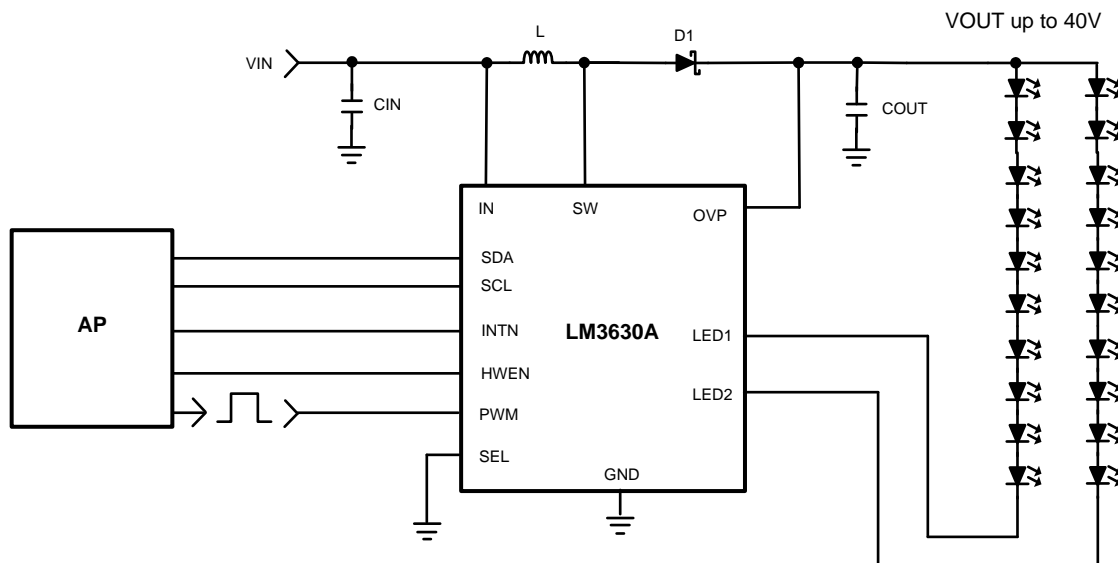 VOUT up to 40V
L
D1
VIN
CIN
COUT
IN
SW
OVP
SDA
SCL
AP
INTN
LM3630A
LED1
HWEN
LED2
PWM
SEL
GND